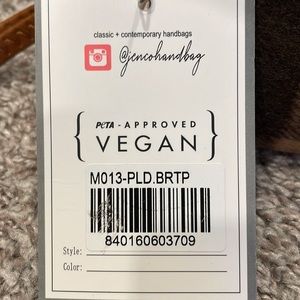 classic + contemporary handbags
@jencohandbag
PETA - APPROVED
VEGAN
M013-PLD.BRTP
840160603709
Style:
Color: